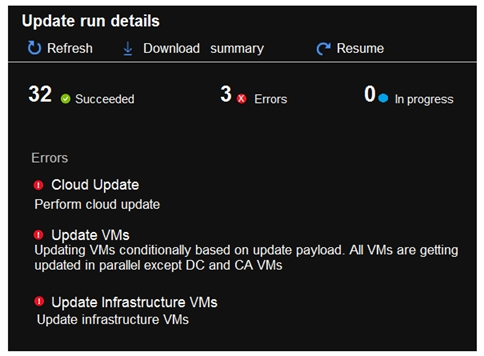 Update run details
Refresh Download summary Resume
32 Succeeded 3 Errors 0 In progress
Errors
Cloud Update
Perform cloud update
Update VMs
Updating VMs conditionally based on update payload. All VMs are getting
updated in parallel except DC and CA VMs
Update Infrastructure VMs
Update infrastructure VMs